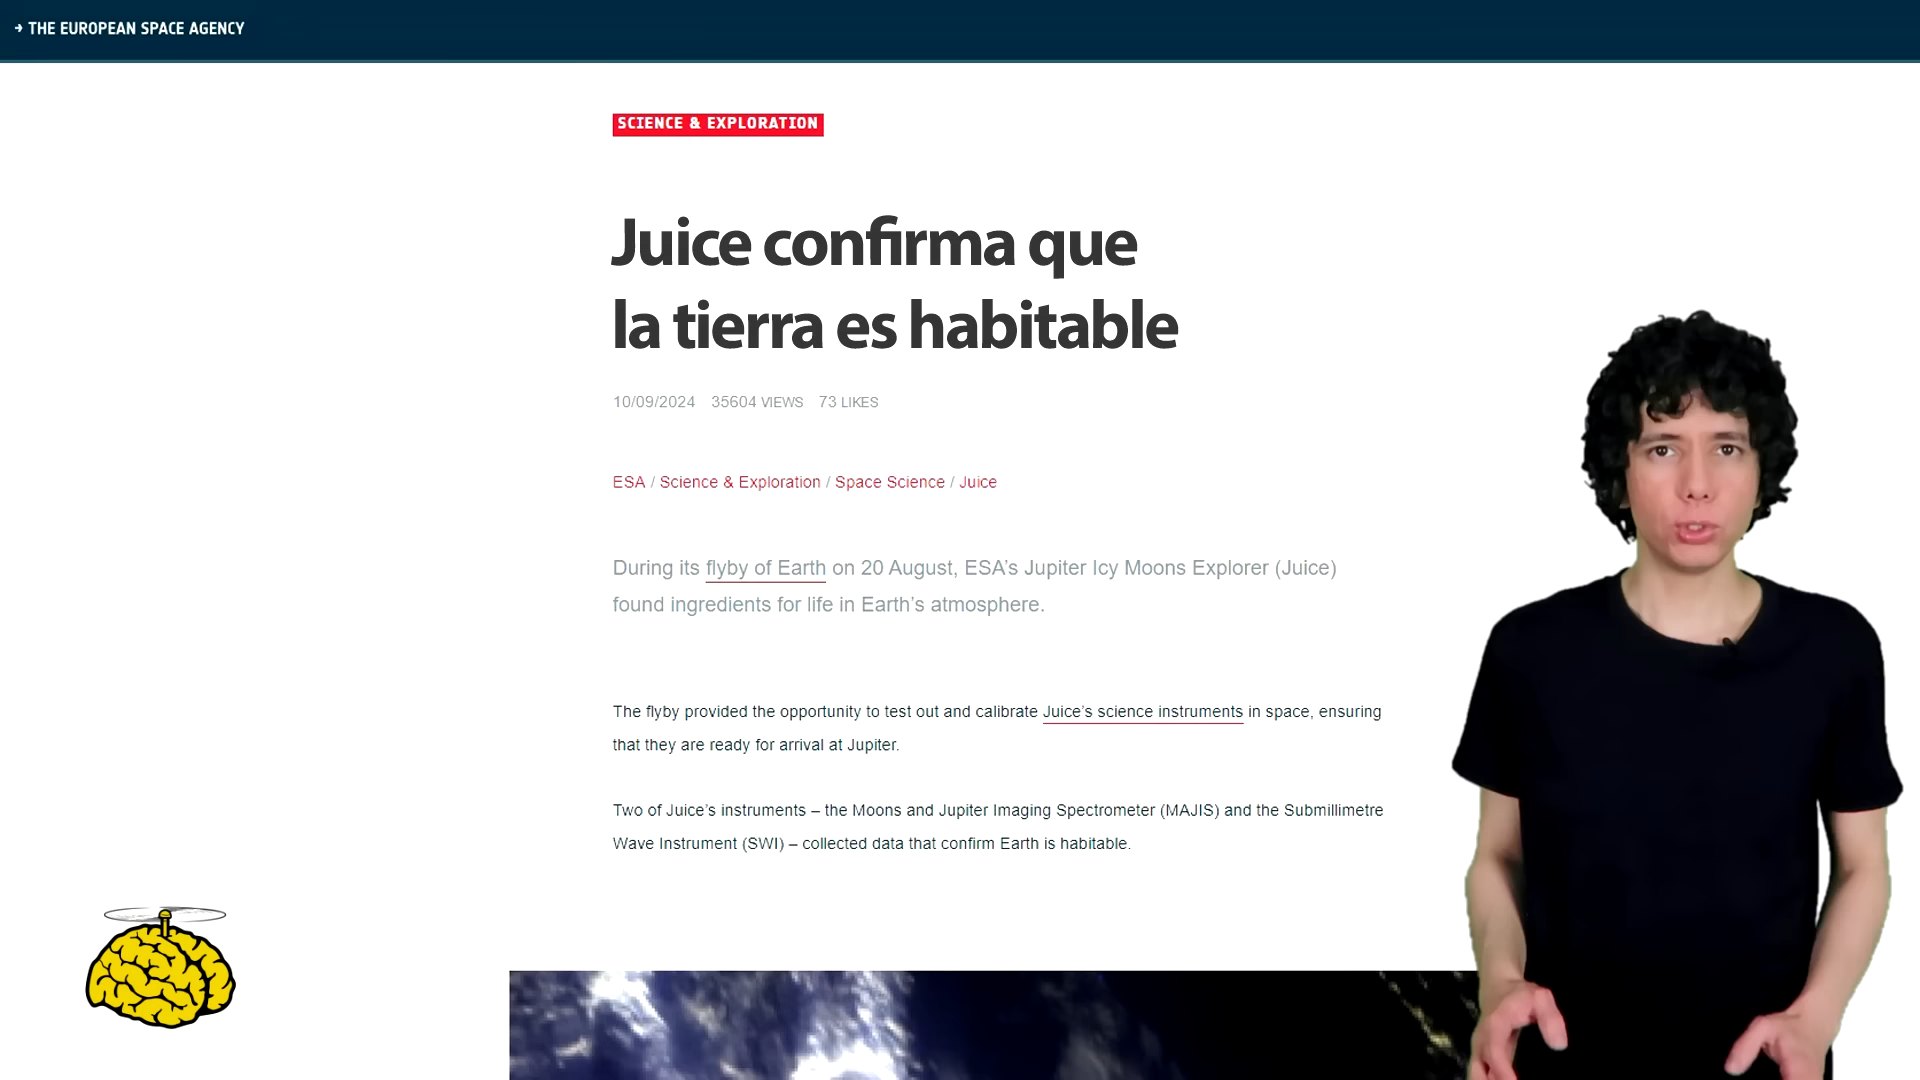 → THE EUROPEAN SPACE AGENCY
SCIENCE & EXPLORATION
Juice confirma que
la tierra es habitable
10/09/2024 35604 VIEWS 73 LIKES
ESA / Science & Exploration / Space Science / Juice
During its flyby of Earth on 20 August, ESA’s Jupiter Icy Moons Explorer (Juice)
found ingredients for life in Earth’s atmosphere.
The flyby provided the opportunity to test out and calibrate Juice’s science instruments in space, ensuring
that they are ready for arrival at Jupiter.
Two of Juice’s instruments – the Moons and Jupiter Imaging Spectrometer (MAJIS) and the Submillimetre
Wave Instrument (SWI) – collected data that confirm Earth is habitable.